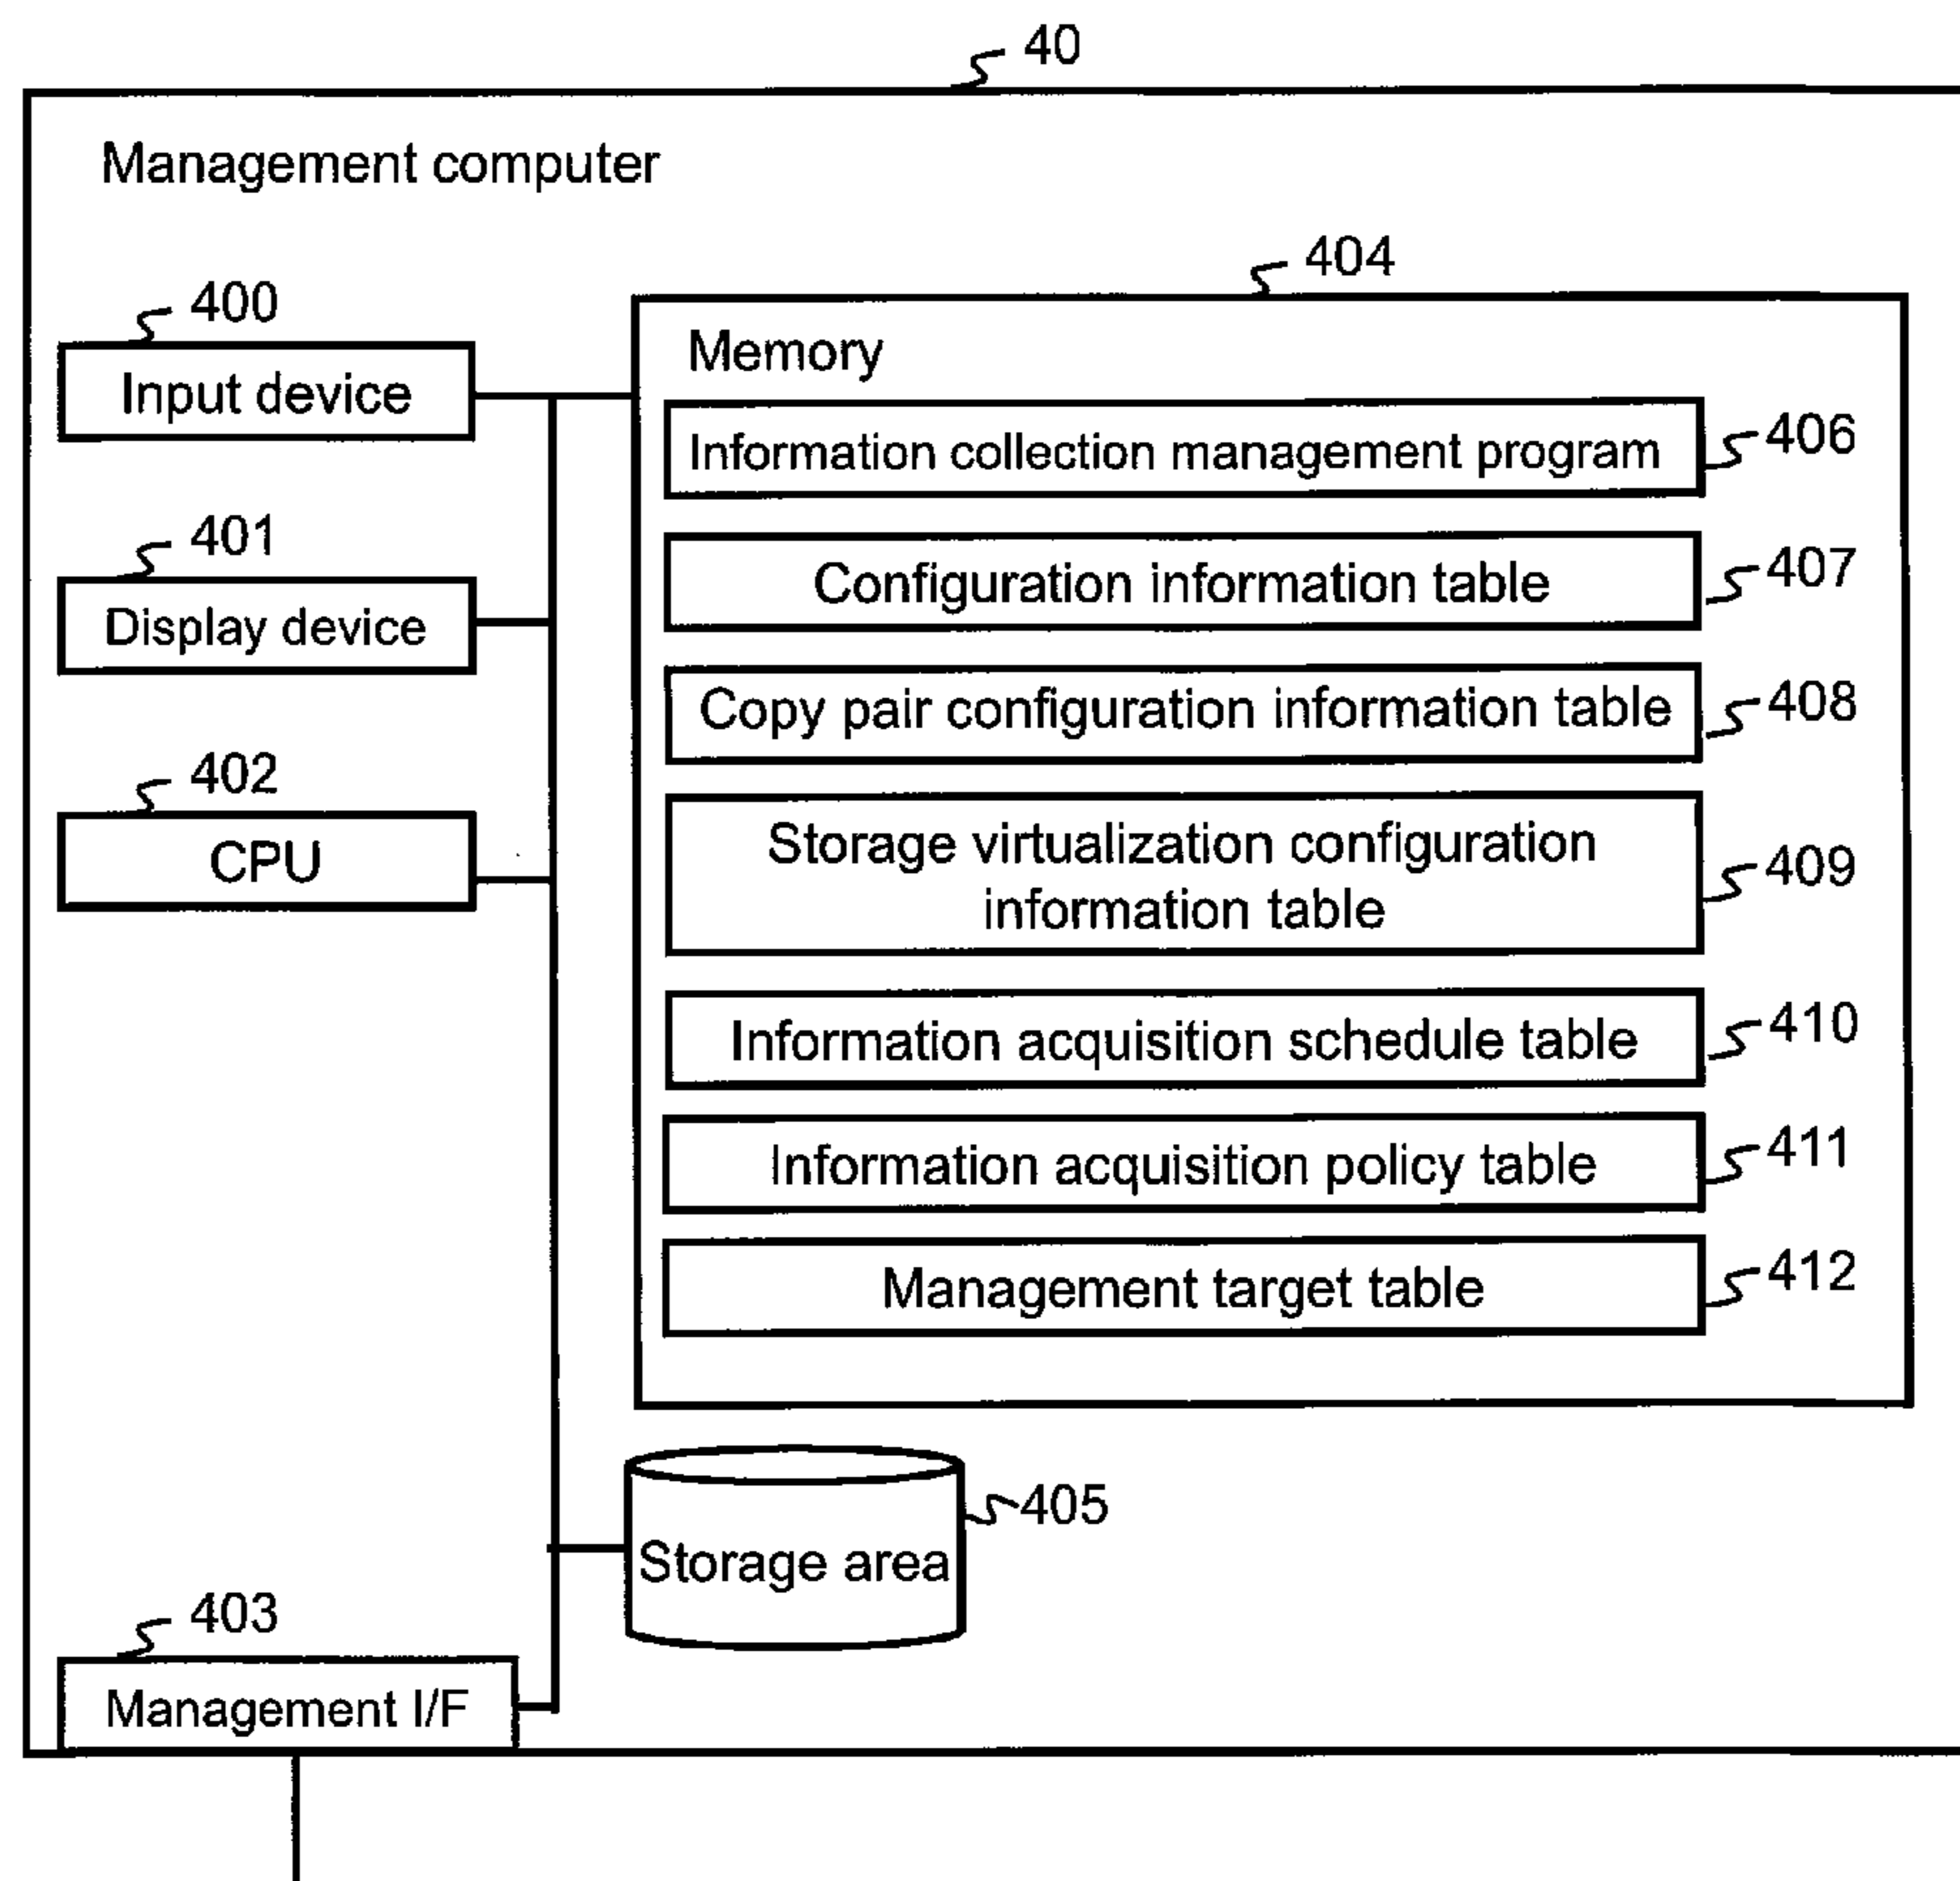 40
Management computer
404
400
Memory
Input device
Information collection management program
406
401
Configuration information table
407
Display device
Copy pair configuration information table
408
402
Storage virtualization configuration
information table
409
CPU
Information acquisition schedule table
410
Information acquisition policy table
411
Management target table
412
405
Storage area
403
Management I/F